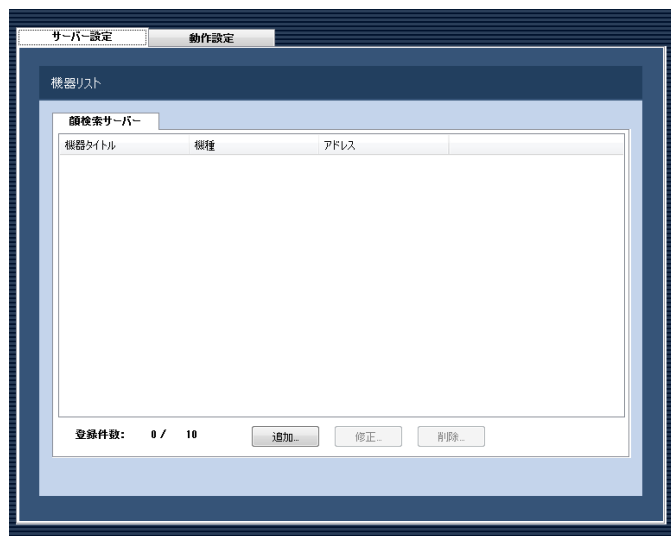 サーバー設定 動作設定
機器リスト
顔検索サーバー
機器タイトル 機種 アドレス
登録件数: 0 / 10 追加... 修正... 削除...